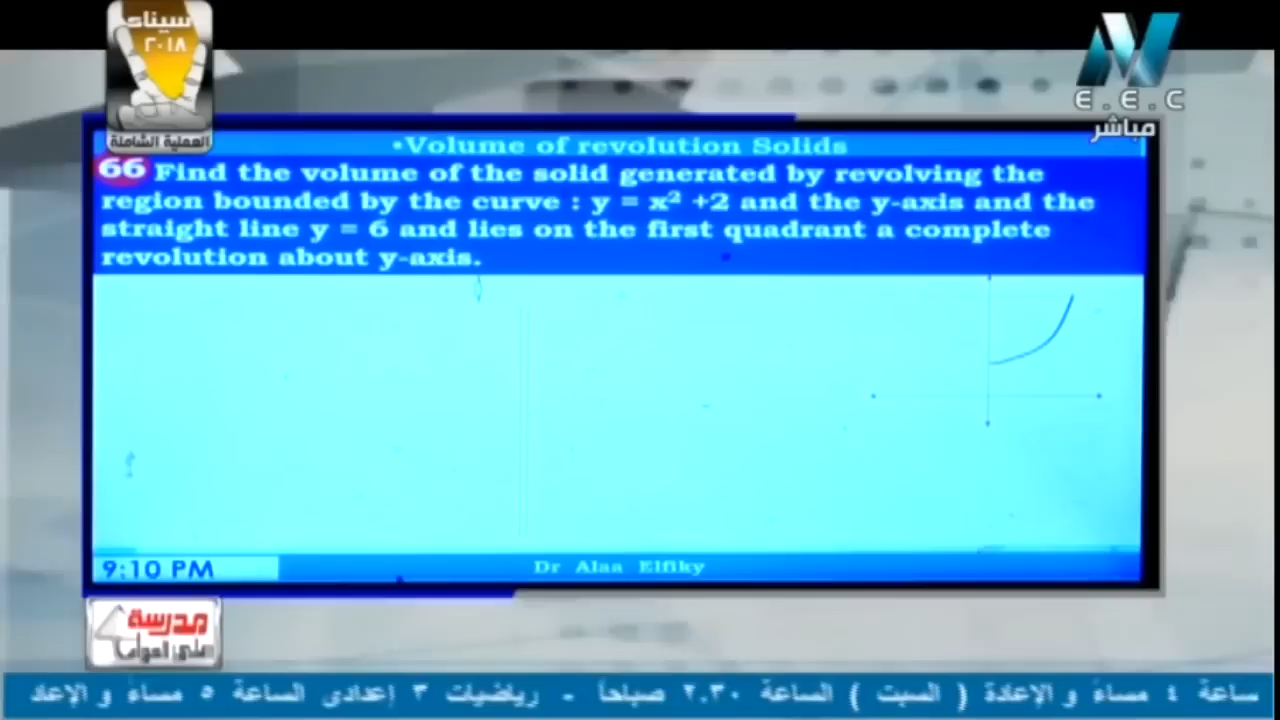 سيناء
٢٠١٨
العملية الشاملة
E.E.C
مباشر
•Volume of revolution Solids
66 Find the volume of the solid generated by revolving the
region bounded by the curve : y = x² +2 and the y-axis and the
straight line y = 6 and lies on the first quadrant a complete
revolution about y-axis.
9:10 PM
Dr Alaa Elfiky
مدرسة
على الهواء
ساعة ٤ مساءً و الإعادة ( السبت ) الساعة ٢.٣٠ صباحاً - رياضيات ٣ إعدادى الساعة ٥ مساءً و الإعاد